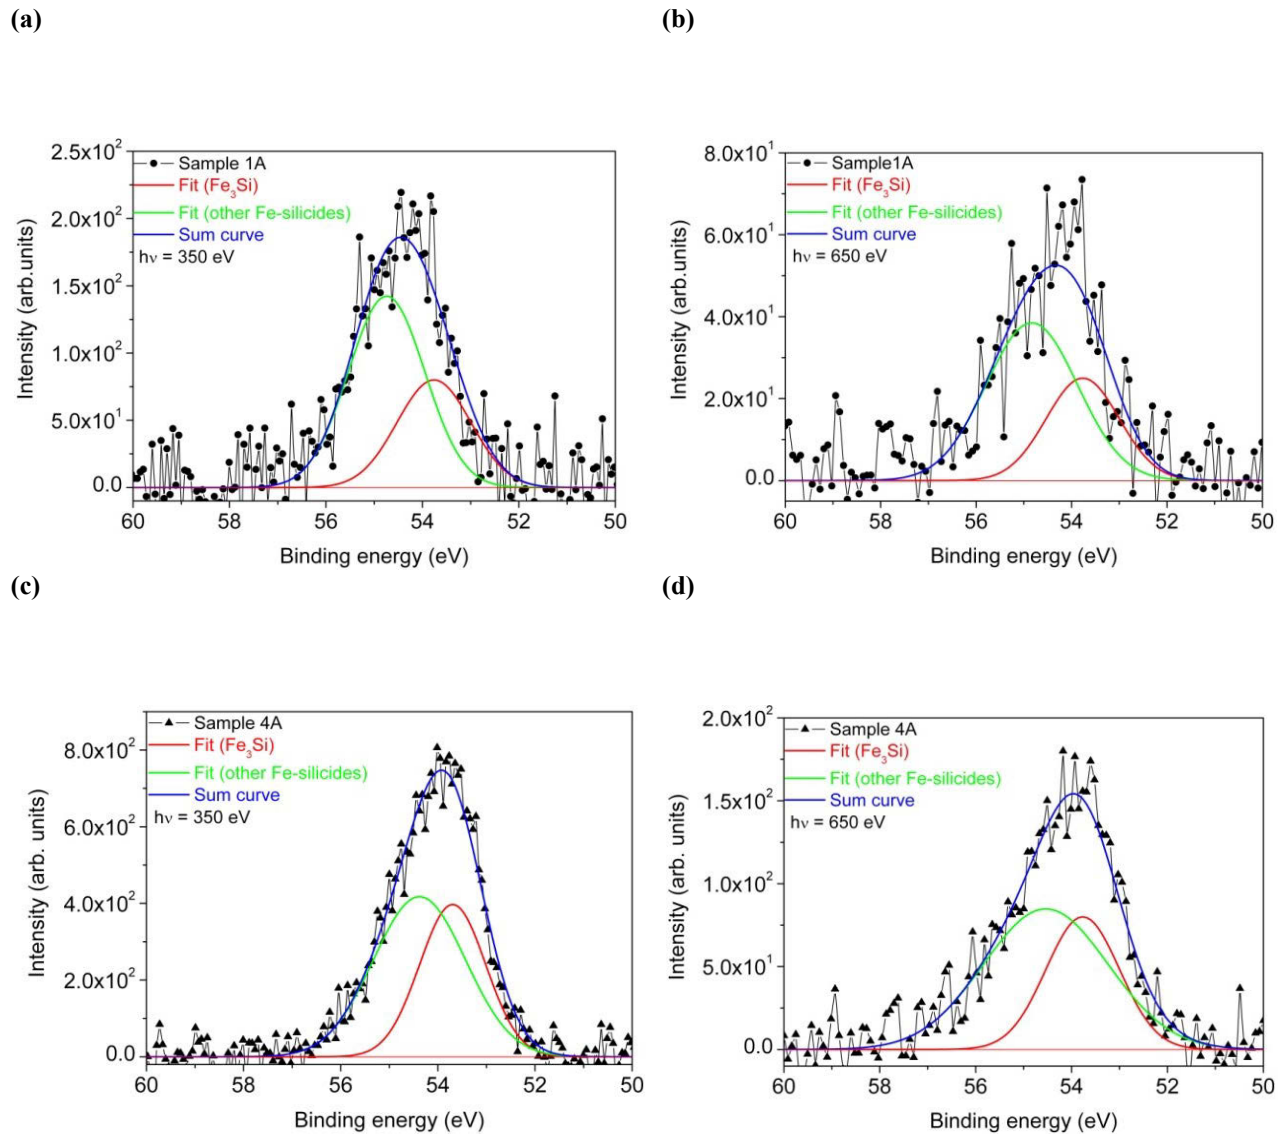 (a)
2.5x10²
2.0x10²
1.5x10²
1.0x10²
5.0x10¹
0.0
Intensity (arb.units)
Sample 1A
Fit (Fe₃Si)
Fit (other Fe-silicides)
Sum curve
hν = 350 eV
60 58 56 54 52 50
Binding energy (eV)
(b)
8.0x10¹
6.0x10¹
4.0x10¹
2.0x10¹
0.0
Intensity (arb.units)
Sample1A
Fit (Fe₃Si)
Fit (other Fe-silicides)
Sum curve
hν = 650 eV
60 58 56 54 52 50
Binding energy (eV)
(c)
8.0x10²
6.0x10²
4.0x10²
2.0x10²
0.0
Intensity (arb. units)
Sample 4A
Fit (Fe₃Si)
Fit (other Fe-silicides)
Sum curve
hν = 350 eV
60 58 56 54 52 50
Binding energy (eV)
(d)
2.0x10²
1.5x10²
1.0x10²
5.0x10¹
0.0
Intensity (arb. units)
Sample 4A
Fit (Fe₃Si)
Fit (other Fe-silicides)
Sum curve
hν = 650 eV
60 58 56 54 52 50
Binding energy (eV)